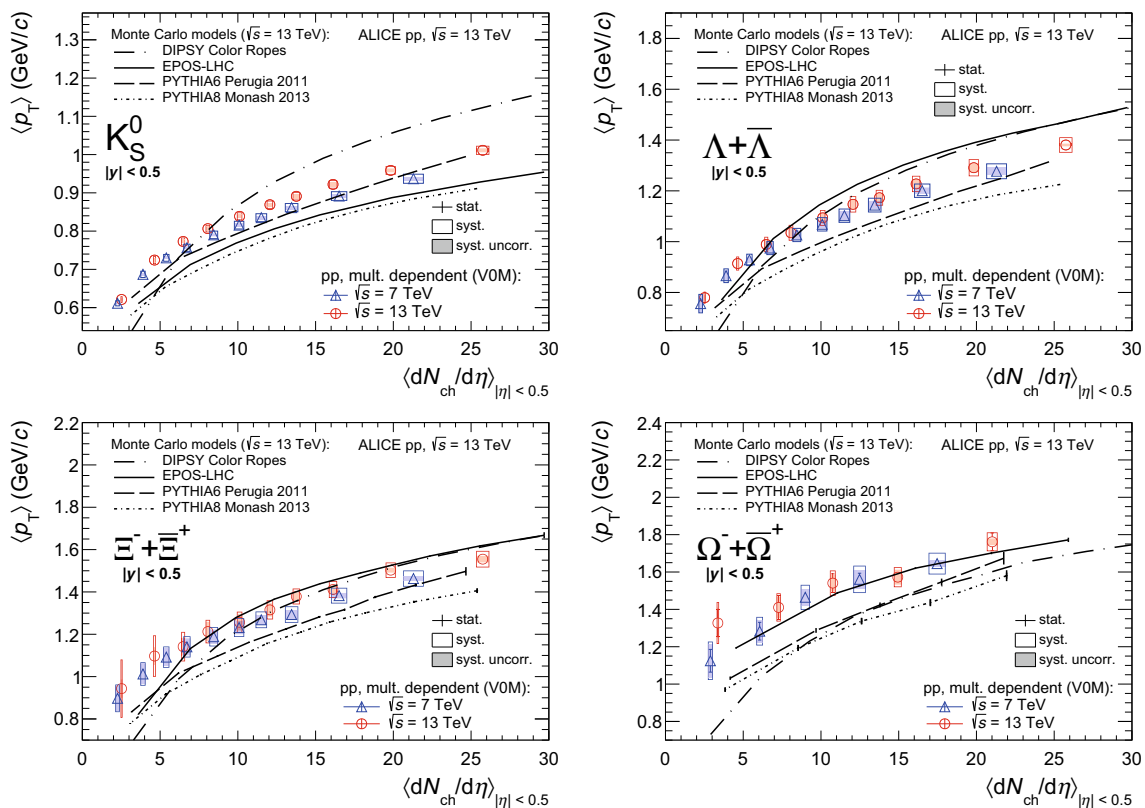 Monte Carlo models (√s = 13 TeV): ALICE pp, √s = 13 TeV
DIPSY Color Ropes
EPOS-LHC
PYTHIA6 Perugia 2011
PYTHIA8 Monash 2013
K⁰_S
|y| < 0.5
stat.
syst.
syst. uncorr.
pp, mult. dependent (V0M):
√s = 7 TeV
√s = 13 TeV
⟨p_T⟩ (GeV/c)
1.3
1.2
1.1
1
0.9
0.8
0.7
0.6
0 5 10 15 20 25 30
⟨dN_ch/dη⟩|η| < 0.5
Monte Carlo models (√s = 13 TeV): ALICE pp, √s = 13 TeV
DIPSY Color Ropes
EPOS-LHC
PYTHIA6 Perugia 2011
PYTHIA8 Monash 2013
stat.
syst.
syst. uncorr.
Λ+Λ̅
|y| < 0.5
pp, mult. dependent (V0M):
√s = 7 TeV
√s = 13 TeV
⟨p_T⟩ (GeV/c)
1.8
1.6
1.4
1.2
1
0.8
0 5 10 15 20 25 30
⟨dN_ch/dη⟩|η| < 0.5
Monte Carlo models (√s = 13 TeV): ALICE pp, √s = 13 TeV
DIPSY Color Ropes
EPOS-LHC
PYTHIA6 Perugia 2011
PYTHIA8 Monash 2013
Ξ⁻+Ξ̅⁺
|y| < 0.5
stat.
syst.
syst. uncorr.
pp, mult. dependent (V0M):
√s = 7 TeV
√s = 13 TeV
⟨p_T⟩ (GeV/c)
2.2
2
1.8
1.6
1.4
1.2
1
0.8
0 5 10 15 20 25 30
⟨dN_ch/dη⟩|η| < 0.5
Monte Carlo models (√s = 13 TeV): ALICE pp, √s = 13 TeV
DIPSY Color Ropes
EPOS-LHC
PYTHIA6 Perugia 2011
PYTHIA8 Monash 2013
Ω⁻+Ω̅⁺
|y| < 0.5
stat.
syst.
syst. uncorr.
pp, mult. dependent (V0M):
√s = 7 TeV
√s = 13 TeV
⟨p_T⟩ (GeV/c)
2.4
2.2
2
1.8
1.6
1.4
1.2
1
0.8
0 5 10 15 20 25 30
⟨dN_ch/dη⟩|η| < 0.5